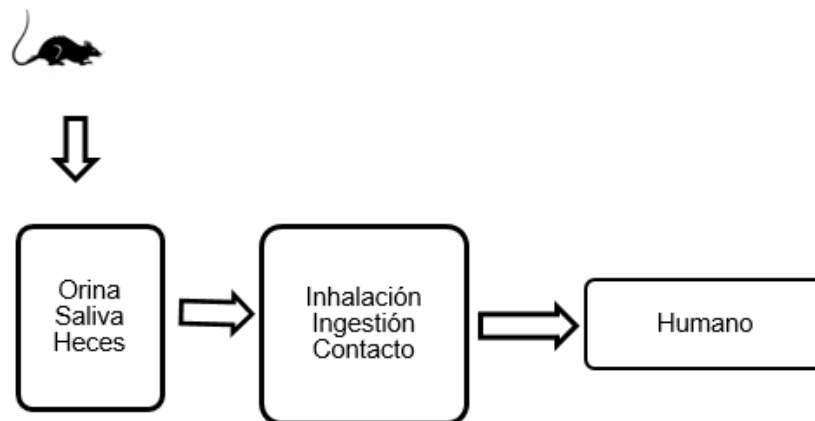 Orina
Saliva
Heces
Inhalación
Ingestión
Contacto
Humano